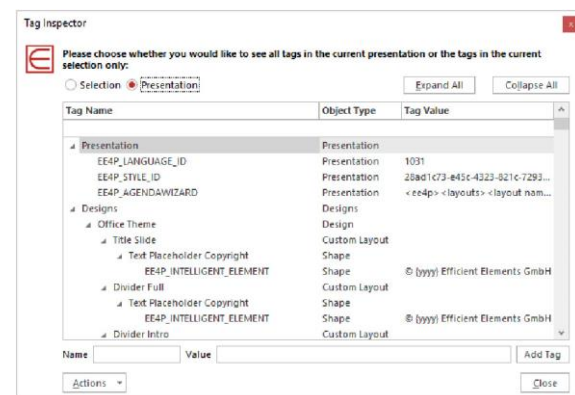 Tag Inspector
Please choose whether you would like to see all tags in the current presentation or the tags in the current
selection only:
Selection Presentation Expand All Collapse All
Tag Name Object Type Tag Value
Presentation Presentation
EE4P_LANGUAGE_ID Presentation 1031
EE4P_STYLE_ID Presentation 28ad1c73-e45c-4323-821c-7293...
EE4P_AGENDAWIZARD Presentation <ee4p> <layouts> <layout nam...
Designs Designs
Office Theme Design
Title Slide Custom Layout
Text Placeholder Copyright Shape
EE4P_INTELLIGENT_ELEMENT Shape © {yyyy} Efficient Elements GmbH
Divider Full Custom Layout
Text Placeholder Copyright Shape
EE4P_INTELLIGENT_ELEMENT Shape © {yyyy} Efficient Elements GmbH
Divider Intro Custom Layout
Name Value Add Tag
Actions Close